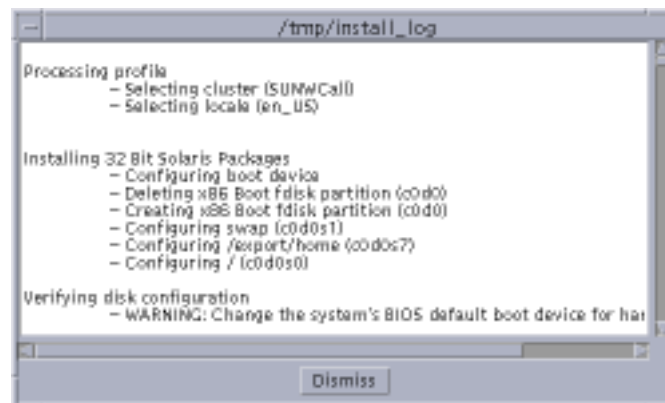 /tmp/install_log
Processing profile
– Selecting cluster (SUNWCall)
– Selecting locale (en_US)
Installing 32 Bit Solaris Packages
– Configuring boot device
– Deleting x86 Boot fdisk partition (c0d0)
– Creating x86 Boot fdisk partition (c0d0)
– Configuring swap (c0d0s1)
– Configuring /export/home (c0d0s7)
– Configuring / (c0d0s0)
Verifying disk configuration
– WARNING: Change the system's BIOS default boot device for har
Dismiss